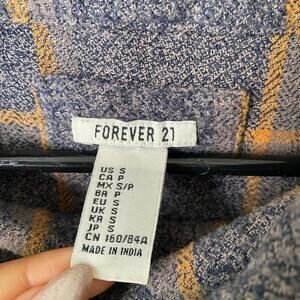 FOREVER 21
US S
CA P
MX S/P
BR P
EU S
UK S
KR S
JP S
CN 160/84A
MADE IN INDIA